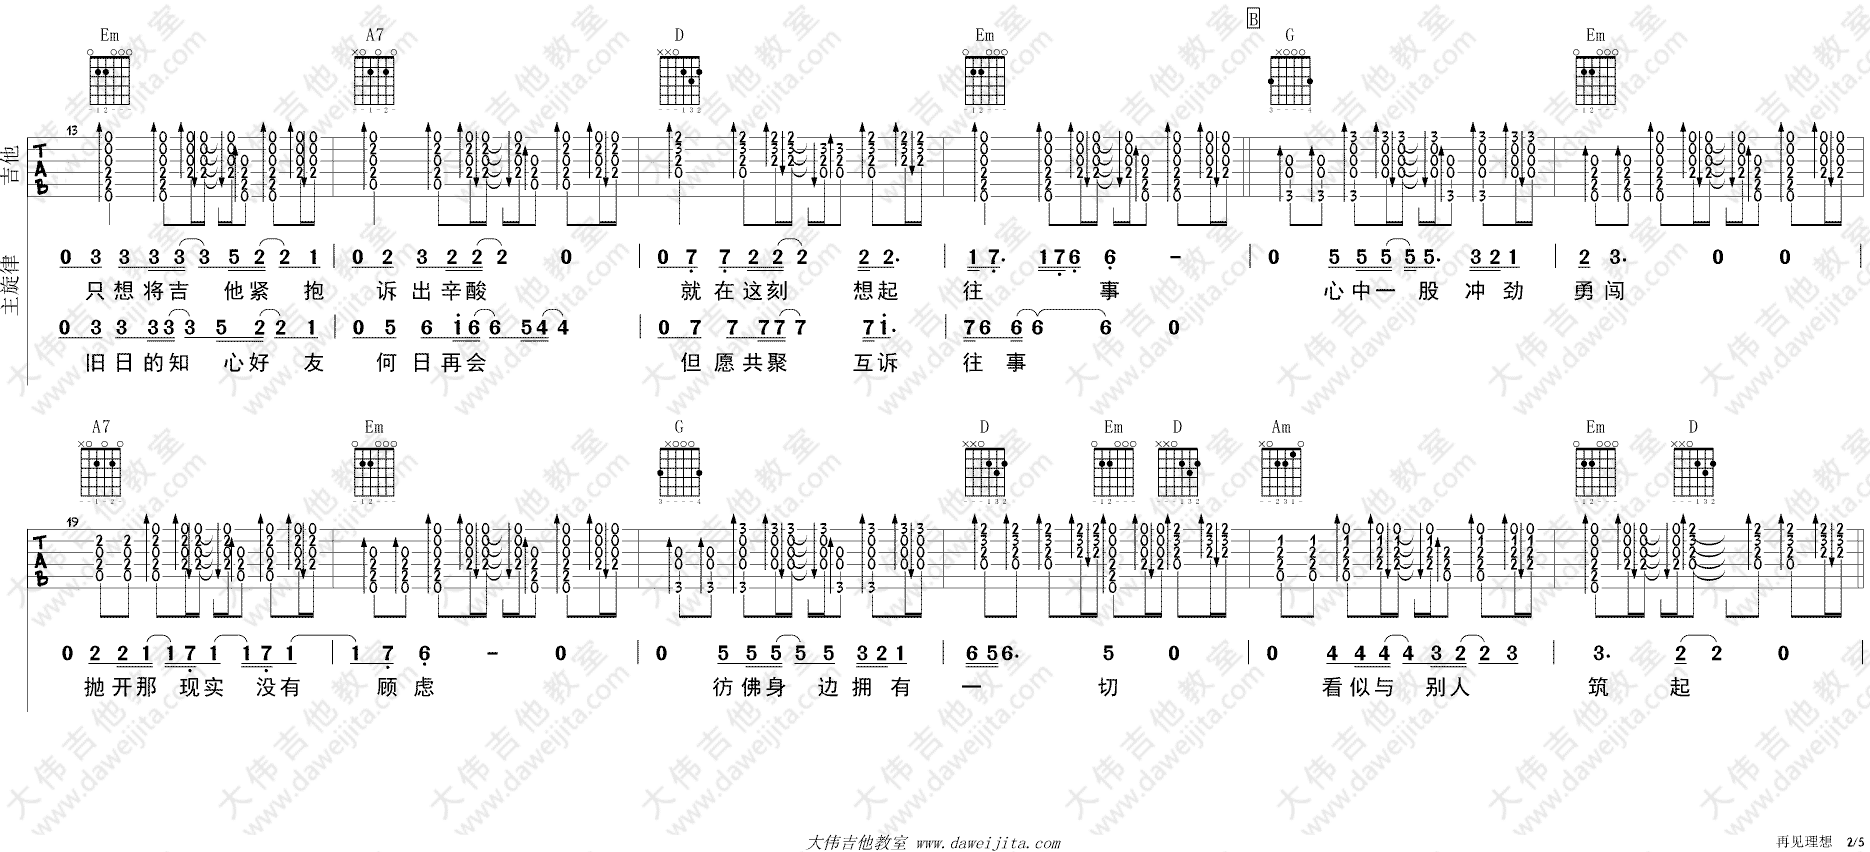 B
Em A7 D Em G Em
13
吉他
TAB
主旋律
0 3 3 3 3 3 5 2 2 1 | 0 2 3 2 2 2 0 | 0 7 7 2 2 2 2 2. | 1 7. 1 7 6 6 - | 0 5 5 5 5 5. 3 2 1 | 2 3. 0 0
只想将吉 他紧 抱 诉出辛酸 就在这刻 想起 往 事 心中一 股 冲劲 勇闯
0 3 3 3 3 3 5 2 2 1 | 0 5 6 1 6 6 5 4 4 | 0 7 7 7 7 7 7 1. | 7 6 6 6 6 0
旧日的知 心好 友 何日再会 但愿共聚 互诉 往事
A7 Em G D Em D Am Em D
19
TAB
0 2 2 1 1 7 1 1 7 1 | 1 7 6 - 0 | 0 5 5 5 5 5 3 2 1 | 6 5 6. 5 0 | 0 4 4 4 4 3 2 2 3 | 3. 2 2 0
抛开那 现实 没有 顾虑 彷佛身 边拥有 一 切 看似与 别人 筑 起
大伟吉他教室 www.daweijita.com
再见理想 2/5